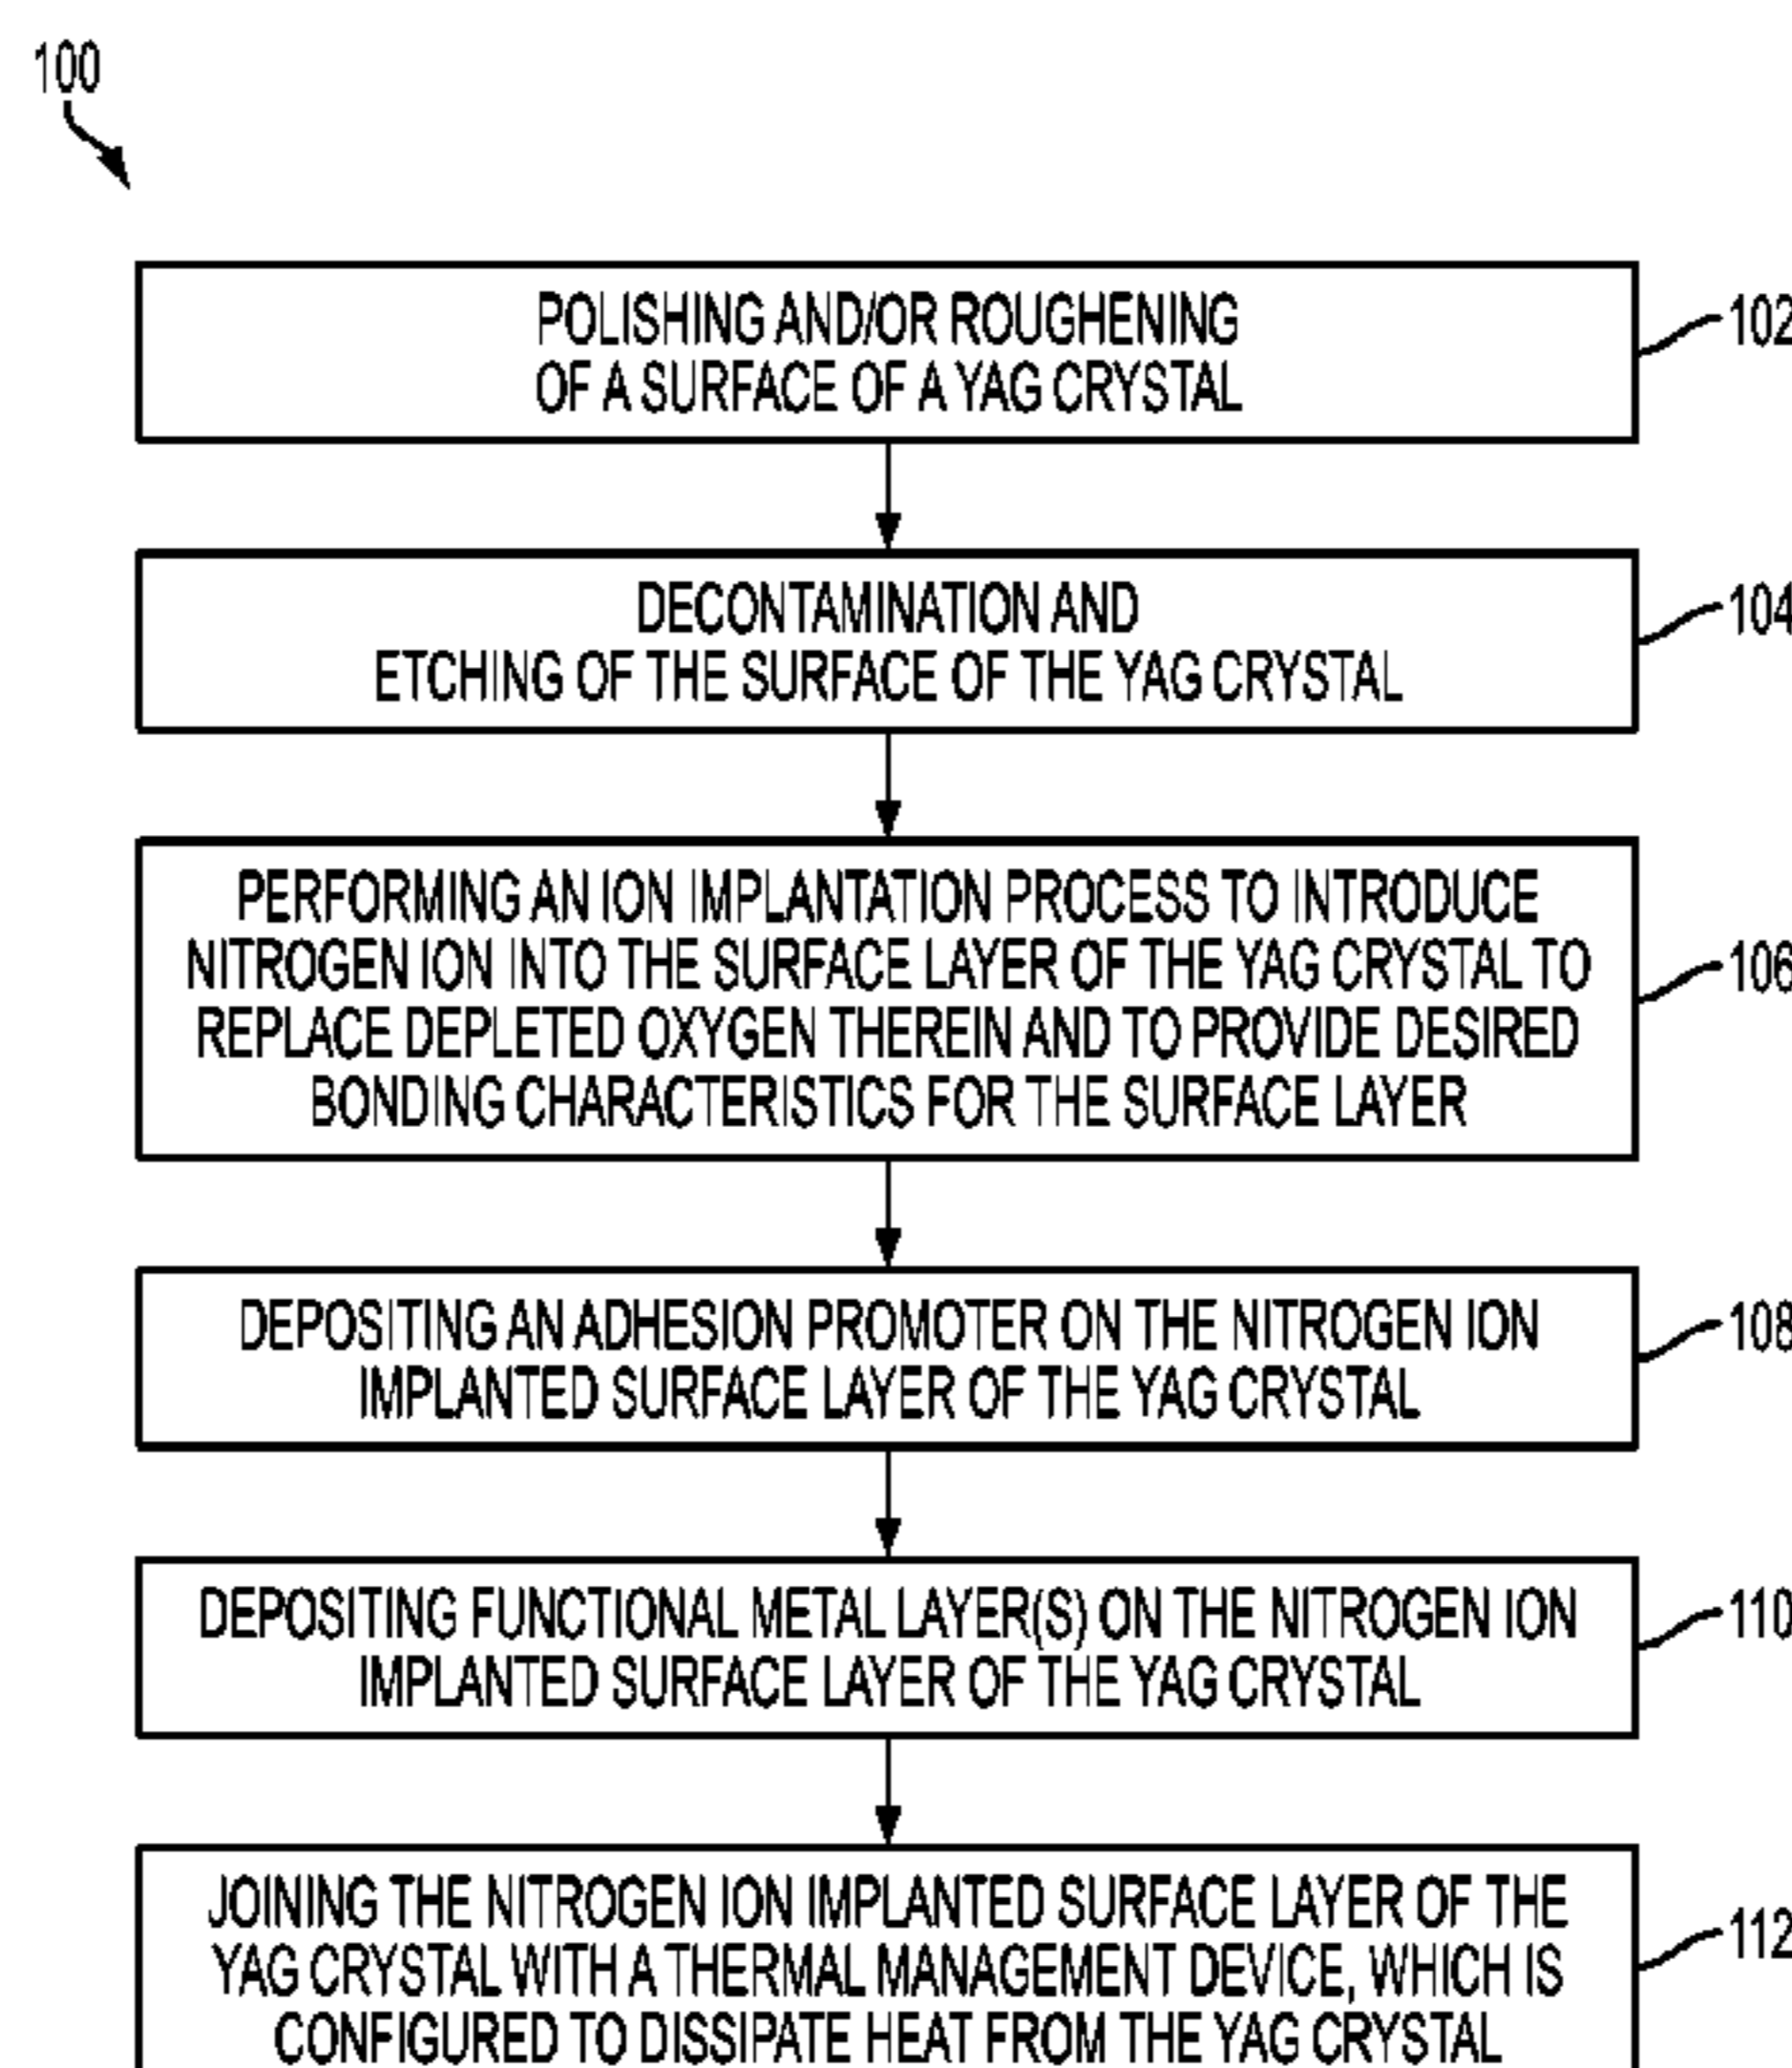 100
POLISHING AND/OR ROUGHENING
OF A SURFACE OF A YAG CRYSTAL
102
DECONTAMINATION AND
ETCHING OF THE SURFACE OF THE YAG CRYSTAL
104
PERFORMING AN ION IMPLANTATION PROCESS TO INTRODUCE
NITROGEN ION INTO THE SURFACE LAYER OF THE YAG CRYSTAL TO
REPLACE DEPLETED OXYGEN THEREIN AND TO PROVIDE DESIRED
BONDING CHARACTERISTICS FOR THE SURFACE LAYER
106
DEPOSITING AN ADHESION PROMOTER ON THE NITROGEN ION
IMPLANTED SURFACE LAYER OF THE YAG CRYSTAL
108
DEPOSITING FUNCTIONAL METAL LAYER(S) ON THE NITROGEN ION
IMPLANTED SURFACE LAYER OF THE YAG CRYSTAL
110
JOINING THE NITROGEN ION IMPLANTED SURFACE LAYER OF THE
YAG CRYSTAL WITH A THERMAL MANAGEMENT DEVICE, WHICH IS
CONFIGURED TO DISSIPATE HEAT FROM THE YAG CRYSTAL
112